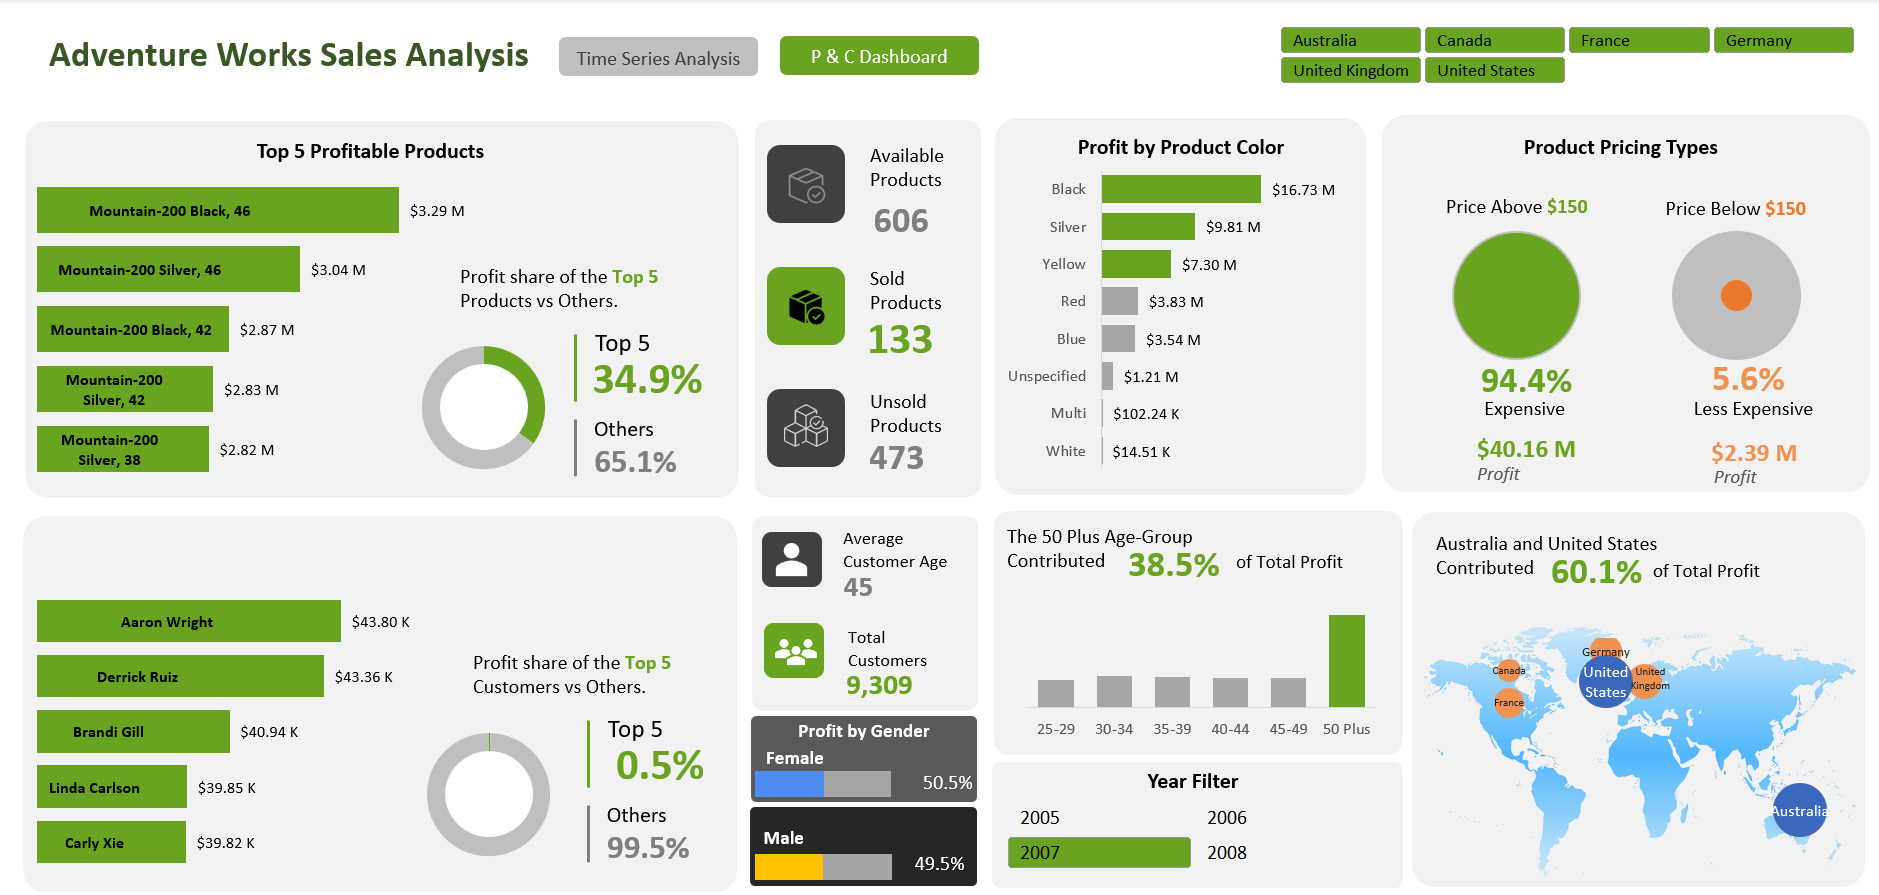 Adventure Works Sales Analysis
Time Series Analysis
P & C Dashboard
Australia
Canada
France
Germany
United Kingdom
United States
Top 5 Profitable Products
Mountain-200 Black, 46
$3.29 M
Mountain-200 Silver, 46
$3.04 M
Mountain-200 Black, 42
$2.87 M
Mountain-200
Silver, 42
$2.83 M
Mountain-200
Silver, 38
$2.82 M
Profit share of the Top 5
Products vs Others.
Top 5
34.9%
Others
65.1%
Available
Products
606
Sold
Products
133
Unsold
Products
473
Profit by Product Color
Black
$16.73 M
Silver
$9.81 M
Yellow
$7.30 M
Red
$3.83 M
Blue
$3.54 M
Unspecified
$1.21 M
Multi
$102.24 K
White
$14.51 K
Product Pricing Types
Price Above $150
94.4%
Expensive
$40.16 M
Profit
Price Below $150
5.6%
Less Expensive
$2.39 M
Profit
Aaron Wright
$43.80 K
Derrick Ruiz
$43.36 K
Brandi Gill
$40.94 K
Linda Carlson
$39.85 K
Carly Xie
$39.82 K
Profit share of the Top 5
Customers vs Others.
Top 5
0.5%
Others
99.5%
Average
Customer Age
45
Total
Customers
9,309
Profit by Gender
Female
50.5%
Male
49.5%
The 50 Plus Age-Group
Contributed 38.5% of Total Profit
25-29
30-34
35-39
40-44
45-49
50 Plus
Year Filter
2005
2006
2007
2008
Australia and United States
Contributed 60.1% of Total Profit
Germany
Canada
United
States
United
Kingdom
France
Australia